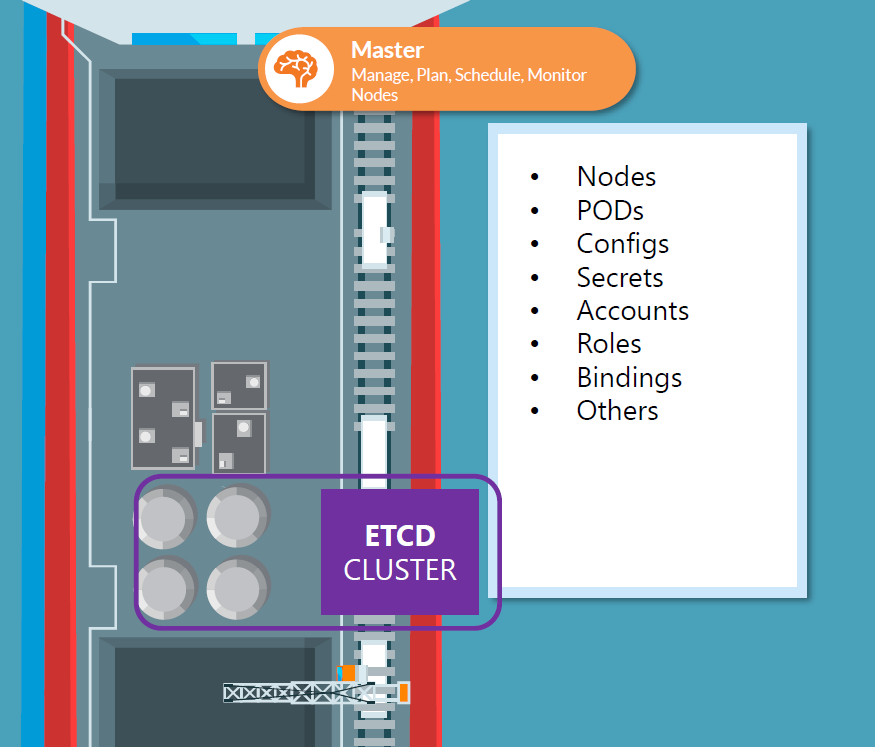 Master
Manage, Plan, Schedule, Monitor
Nodes
• Nodes
• PODs
• Configs
• Secrets
• Accounts
• Roles
• Bindings
• Others
ETCD
CLUSTER